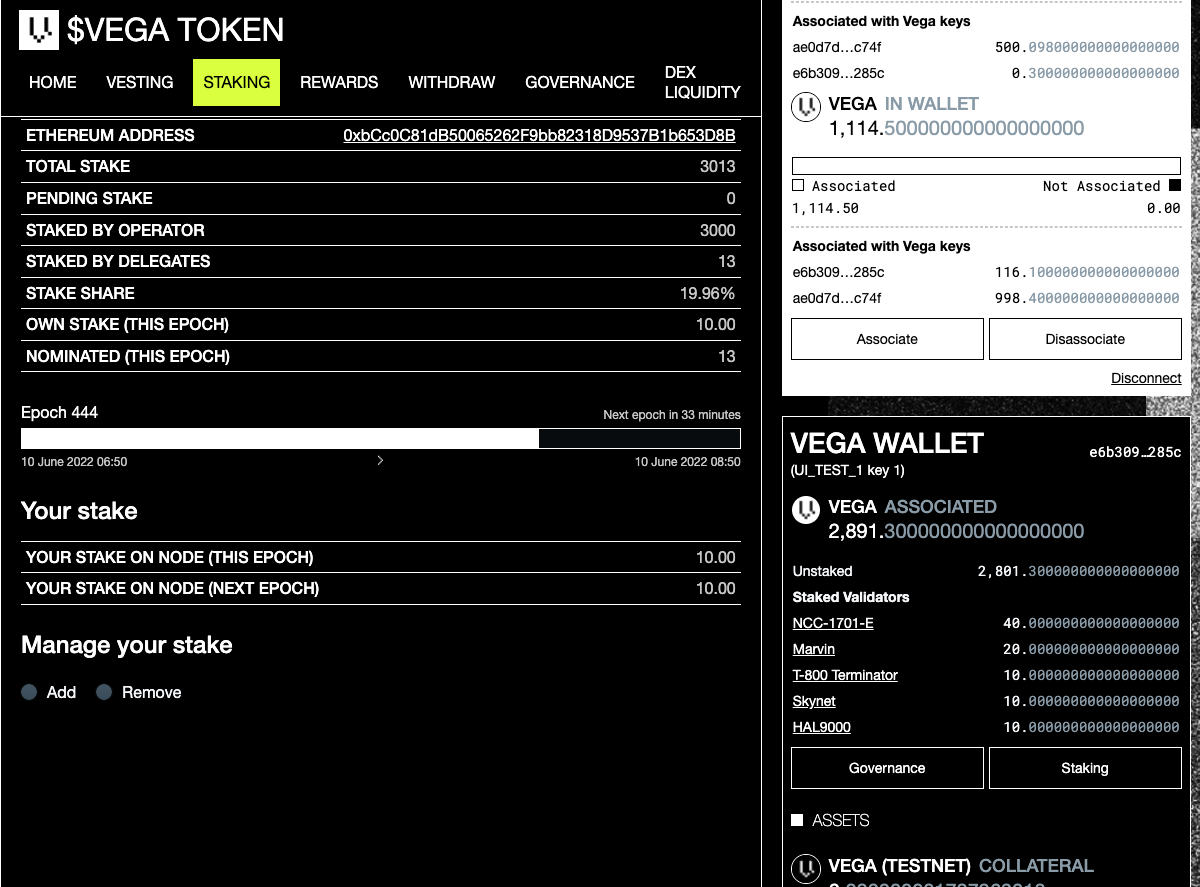 $VEGA TOKEN
HOME VESTING STAKING REWARDS WITHDRAW GOVERNANCE DEX LIQUIDITY
ETHEREUM ADDRESS 0xbCc0C81dB50065262F9bb82318D9537B1b653D8B
TOTAL STAKE 3013
PENDING STAKE 0
STAKED BY OPERATOR 3000
STAKED BY DELEGATES 13
STAKE SHARE 19.96%
OWN STAKE (THIS EPOCH) 10.00
NOMINATED (THIS EPOCH) 13
Epoch 444 Next epoch in 33 minutes
10 June 2022 06:50 10 June 2022 08:50
Your stake
YOUR STAKE ON NODE (THIS EPOCH) 10.00
YOUR STAKE ON NODE (NEXT EPOCH) 10.00
Manage your stake
Add Remove
Associated with Vega keys
ae0d7d…c74f 500.098000000000000000
e6b309…285c 0.300000000000000000
VEGA IN WALLET
1,114.500000000000000000
Associated Not Associated
1,114.50 0.00
Associated with Vega keys
e6b309…285c 116.100000000000000000
ae0d7d…c74f 998.400000000000000000
Associate Disassociate
Disconnect
VEGA WALLET e6b309…285c
(UI_TEST_1 key 1)
VEGA ASSOCIATED
2,891.300000000000000000
Unstaked 2,801.300000000000000000
Staked Validators
NCC-1701-E 40.000000000000000000
Marvin 20.000000000000000000
T-800 Terminator 10.000000000000000000
Skynet 10.000000000000000000
HAL9000 10.000000000000000000
Governance Staking
ASSETS
VEGA (TESTNET) COLLATERAL